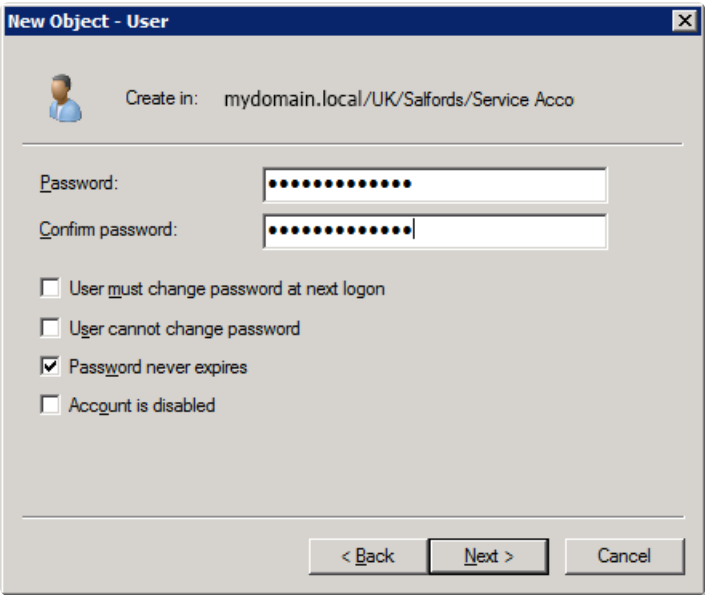 New Object - User
Create in: mydomain.local/UK/Salfords/Service Acco
Password: •••••••••••••
Confirm password: •••••••••••••
User must change password at next logon
User cannot change password
Password never expires
Account is disabled
< Back Next > Cancel